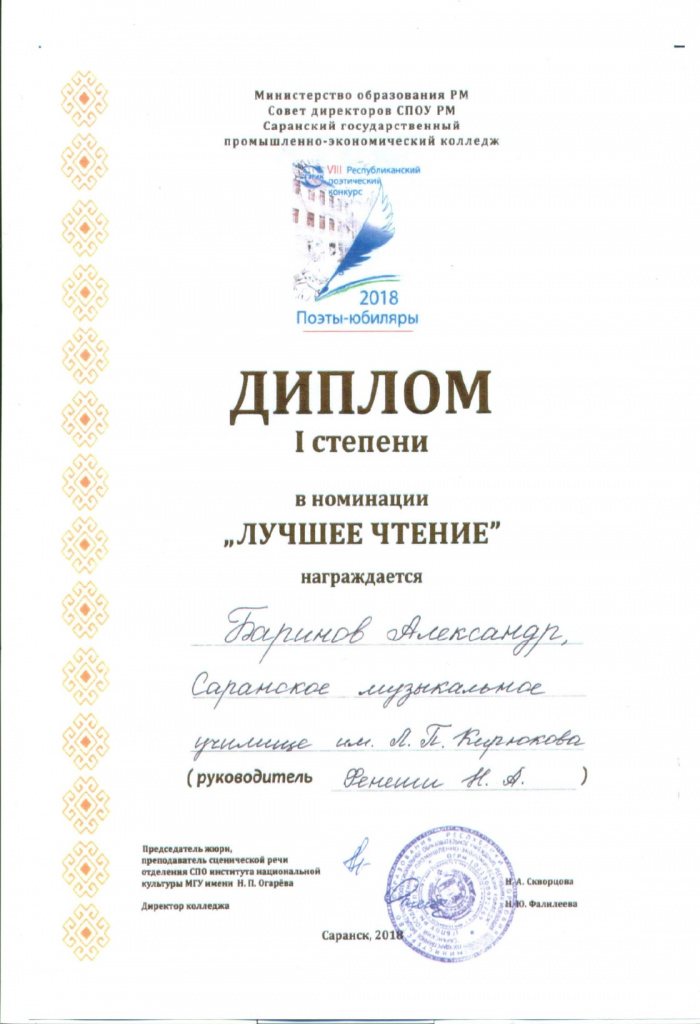 Министерство образования РМ
Совет директоров СПОУ РМ
Саранский государственный
промышленно-экономический колледж
VIII Республиканский
поэтический
конкурс
2018
Поэты-юбиляры
ДИПЛОМ
I степени
в номинации
„ЛУЧШЕЕ ЧТЕНИЕ”
награждается
Баринов Александр,
Саранское музыкальное
училище им. Л. П. Кирюкова
( руководитель Фенеши Н. А. )
Председатель жюри,
преподаватель сценической речи
отделения СПО института национальной
культуры МГУ имени Н. П. Огарёва Н. А. Скворцова
Директор колледжа Н. Ю. Фалилеева
Саранск, 2018